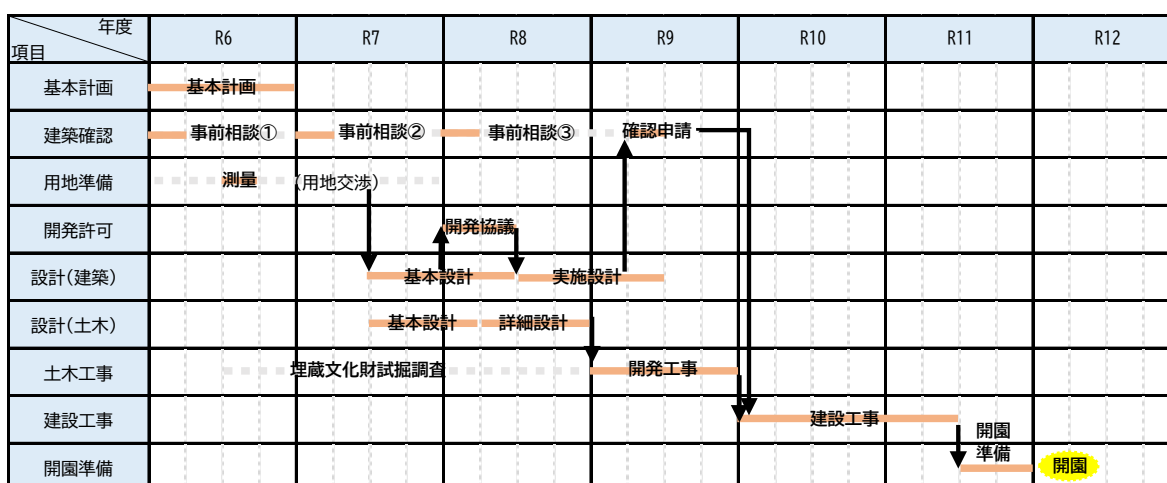 年度
項目
R6 R7 R8 R9 R10 R11 R12
基本計画 基本計画
建築確認 事前相談① 事前相談② 事前相談③ 確認申請
用地準備 測量 (用地交渉)
開発許可 開発協議
設計(建築) 基本設計 実施設計
設計(土木) 基本設計 詳細設計
土木工事 埋蔵文化財試掘調査 開発工事
建設工事 建設工事
開園
準備
開園準備 開園